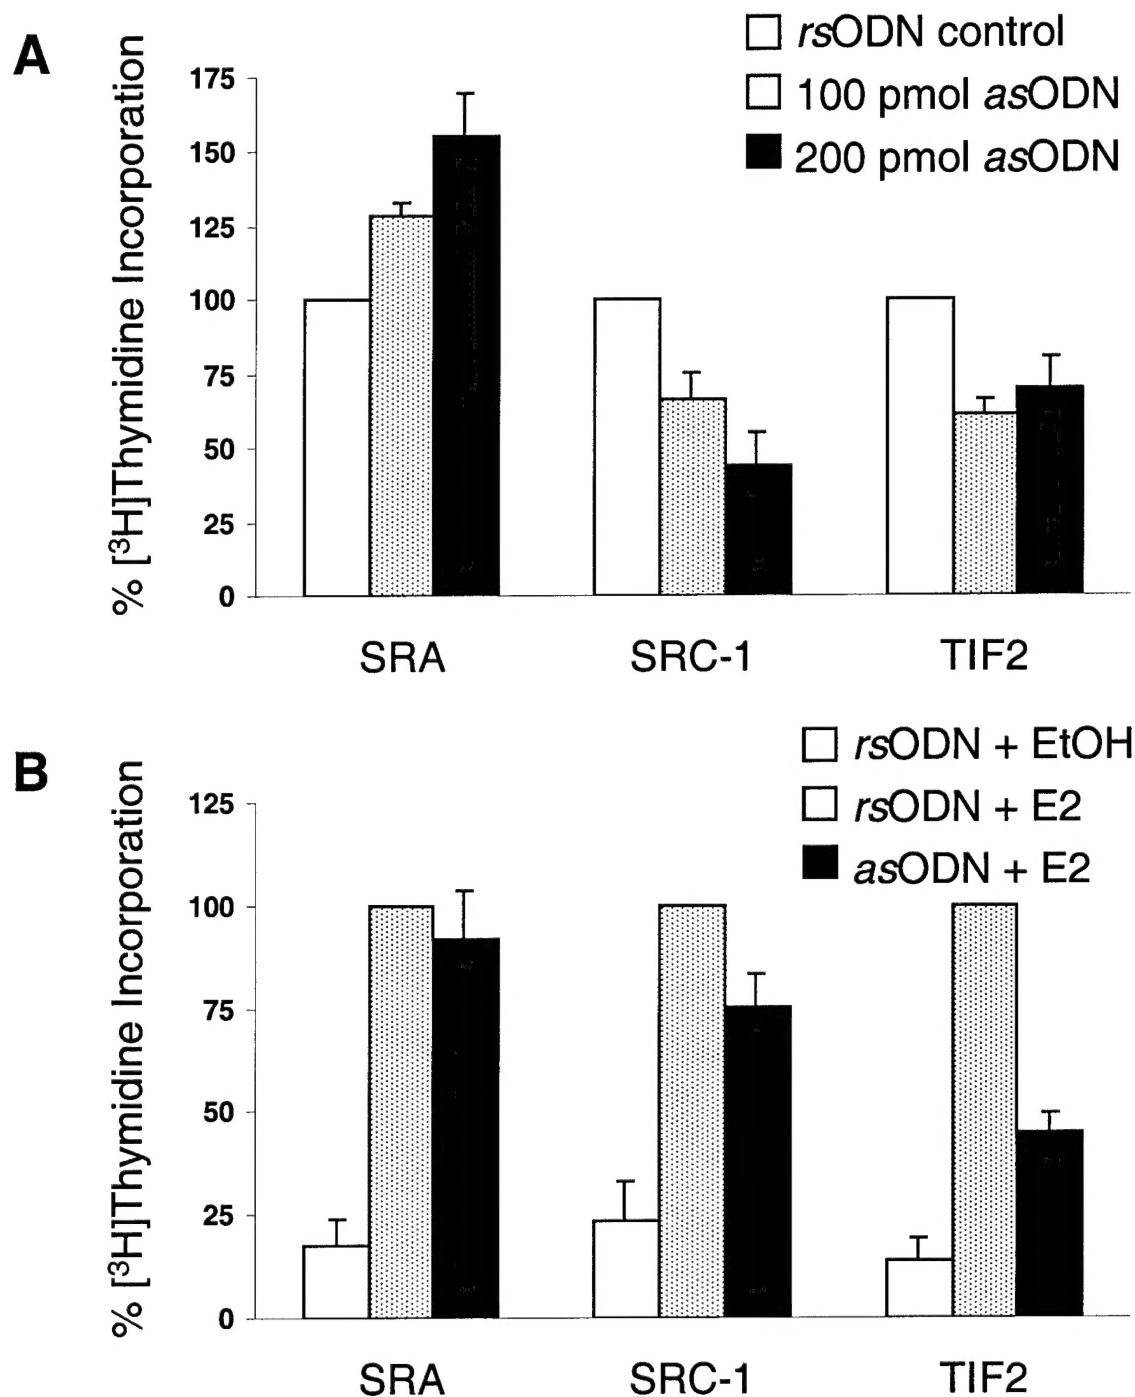 A
rsODN control
100 pmol asODN
200 pmol asODN
% [³H]Thymidine Incorporation
175
150
125
100
75
50
25
0
SRA SRC-1 TIF2
B
rsODN + EtOH
rsODN + E2
asODN + E2
% [³H]Thymidine Incorporation
125
100
75
50
25
0
SRA SRC-1 TIF2